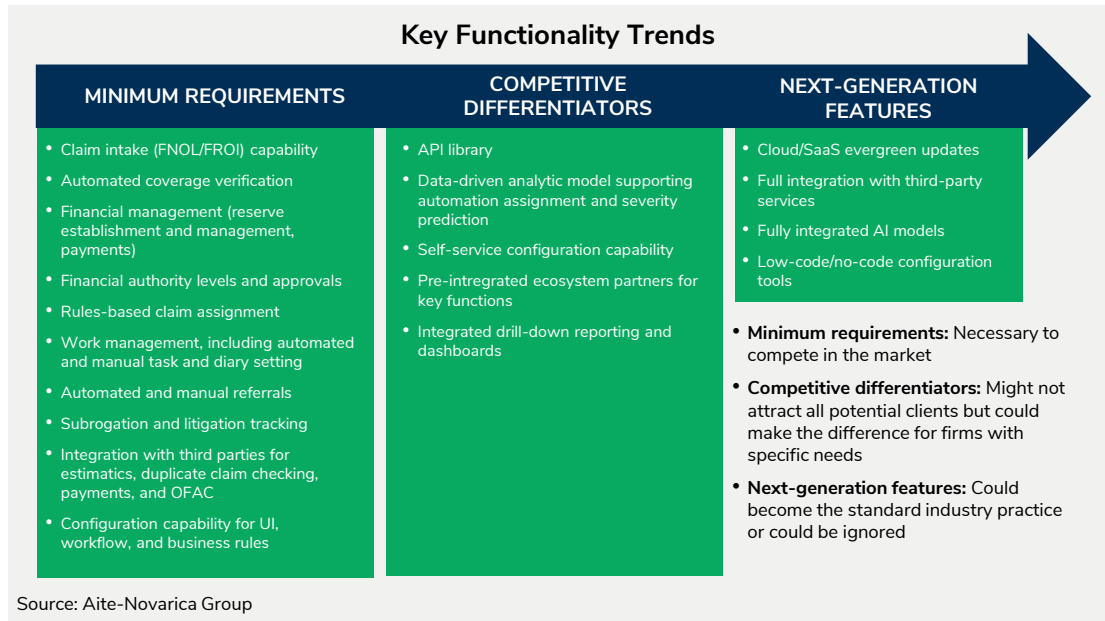 Key Functionality Trends
MINIMUM REQUIREMENTS
• Claim intake (FNOL/FROI) capability
• Automated coverage verification
• Financial management (reserve
establishment and management,
payments)
• Financial authority levels and approvals
• Rules-based claim assignment
• Work management, including automated
and manual task and diary setting
• Automated and manual referrals
• Subrogation and litigation tracking
• Integration with third parties for
estimatics, duplicate claim checking,
payments, and OFAC
• Configuration capability for UI,
workflow, and business rules
COMPETITIVE
DIFFERENTIATORS
• API library
• Data-driven analytic model supporting
automation assignment and severity
prediction
• Self-service configuration capability
• Pre-intregrated ecosystem partners for
key functions
• Integrated drill-down reporting and
dashboards
NEXT-GENERATION
FEATURES
• Cloud/SaaS evergreen updates
• Full integration with third-party
services
• Fully integrated AI models
• Low-code/no-code configuration
tools
• Minimum requirements: Necessary to
compete in the market
• Competitive differentiators: Might not
attract all potential clients but could
make the difference for firms with
specific needs
• Next-generation features: Could
become the standard industry practice
or could be ignored
Source: Aite-Novarica Group